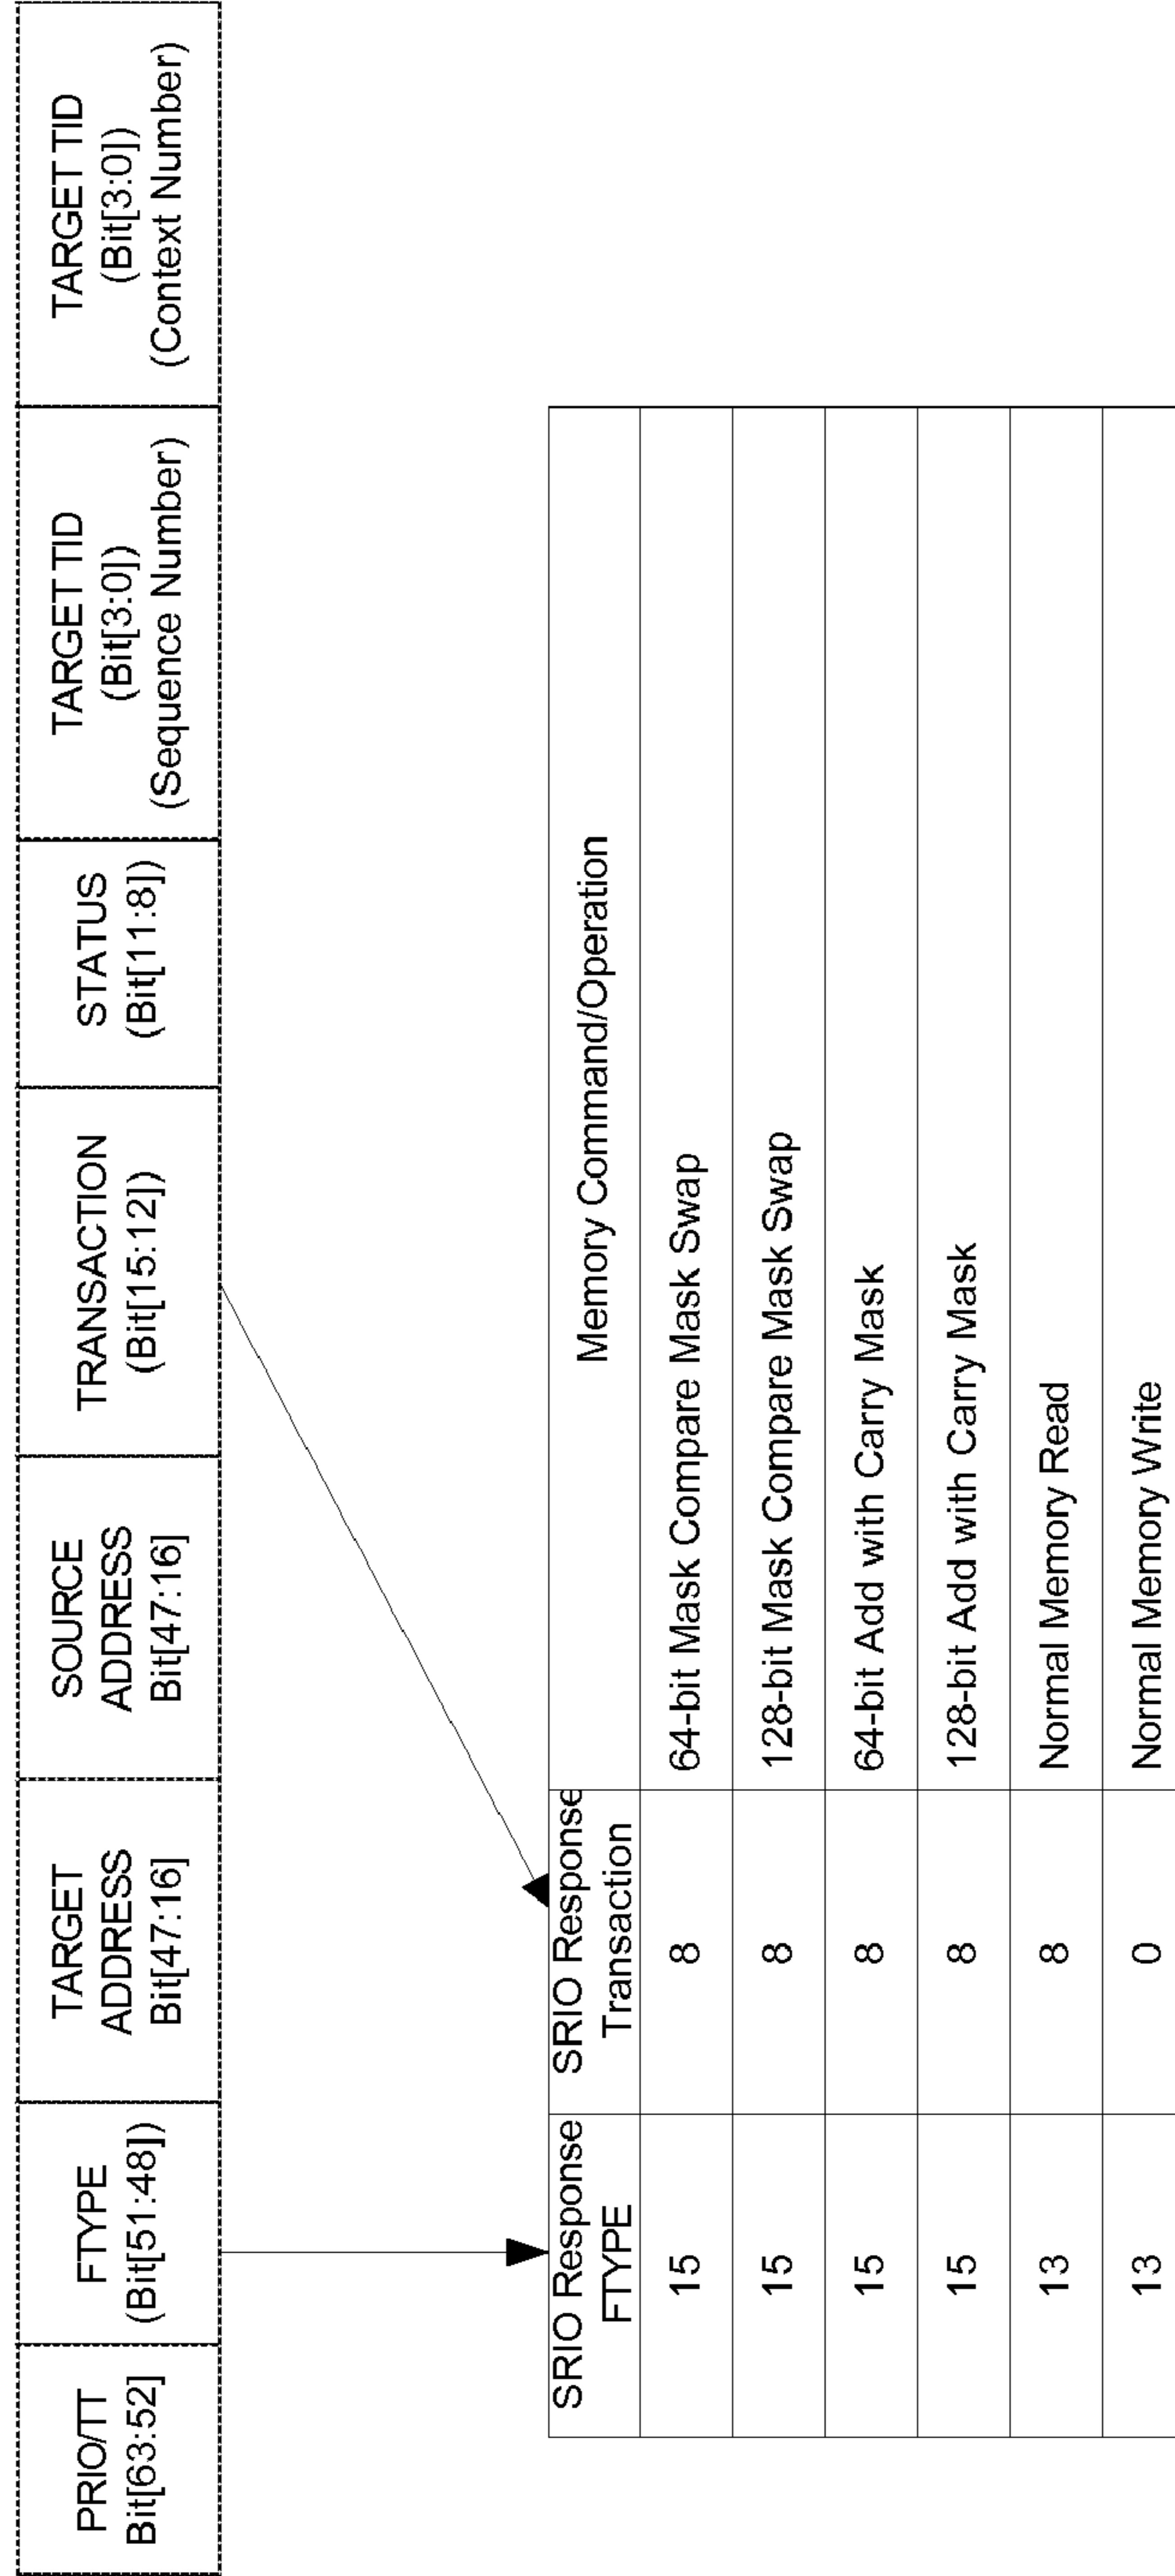 PRIO/TT
Bit[63:52]
FTYPE
(Bit[51:48])
TARGET
ADDRESS
Bit[47:16]
SOURCE
ADDRESS
Bit[47:16]
TRANSACTION
(Bit[15:12])
STATUS
(Bit[11:8])
TARGET TID
(Bit[3:0])
(Sequence Number)
TARGET TID
(Bit[3:0])
(Context Number)
SRIO Response
FTYPE
SRIO Response
Transaction
Memory Command/Operation
15 8 64-bit Mask Compare Mask Swap
15 8 128-bit Mask Compare Mask Swap
15 8 64-bit Add with Carry Mask
15 8 128-bit Add with Carry Mask
13 8 Normal Memory Read
13 0 Normal Memory Write